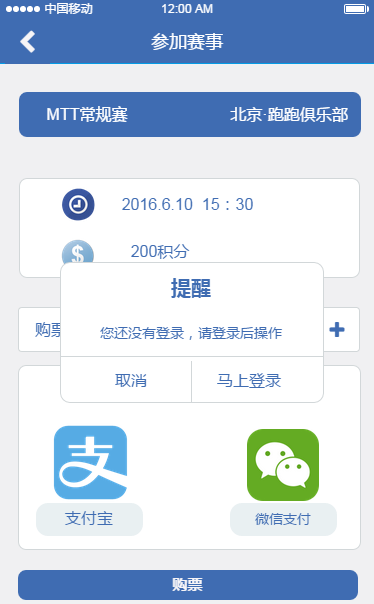 中国移动 12:00 AM
参加赛事
MTT常规赛 北京·跑跑俱乐部
2016.6.10 15：30
200积分
提醒
您还没有登录，请登录后操作
购票
取消 马上登录
支付宝 微信支付
购票